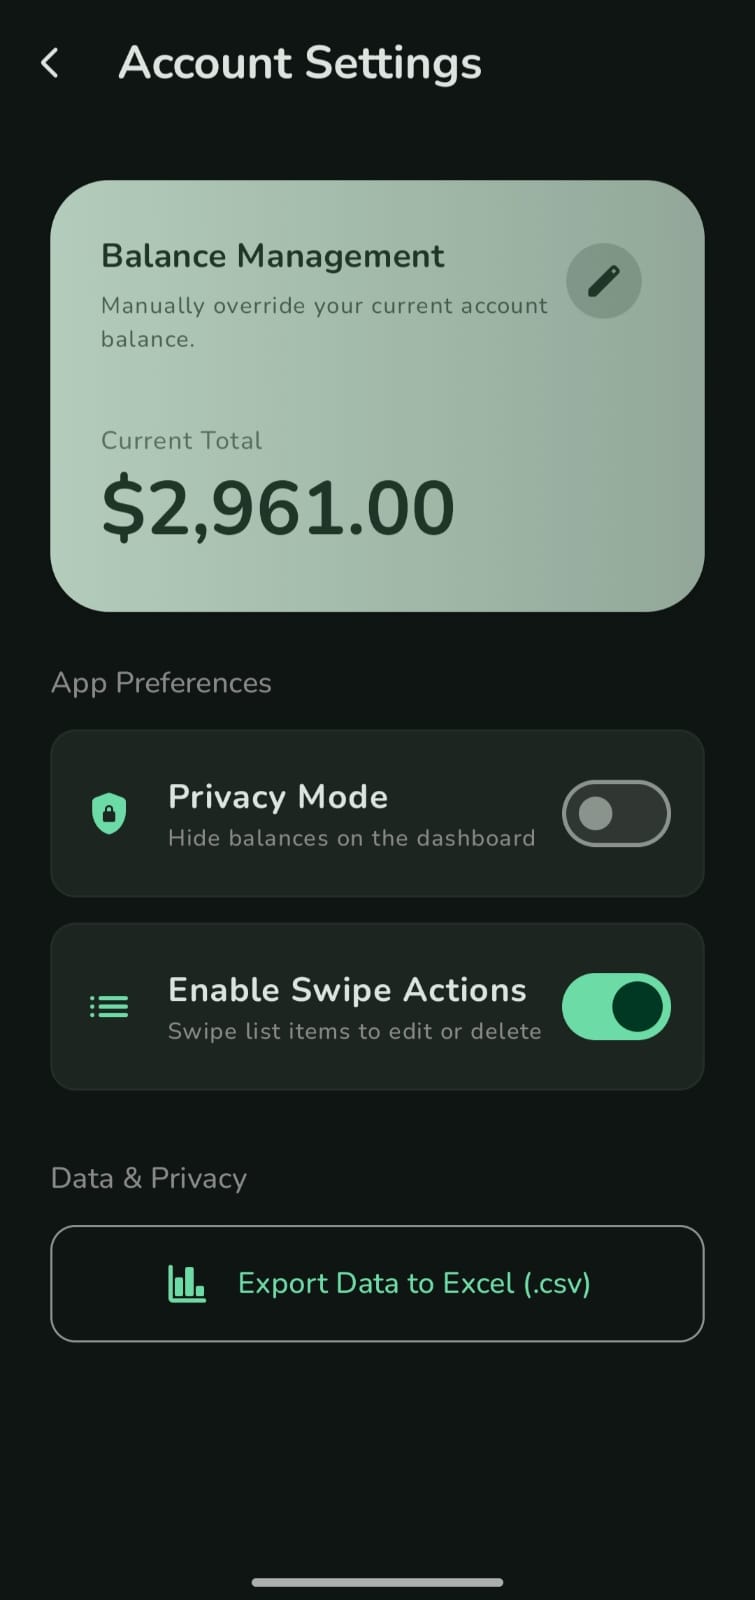 Account Settings
Balance Management
Manually override your current account
balance.
Current Total
$2,961.00
App Preferences
Privacy Mode
Hide balances on the dashboard
Enable Swipe Actions
Swipe list items to edit or delete
Data & Privacy
Export Data to Excel (.csv)